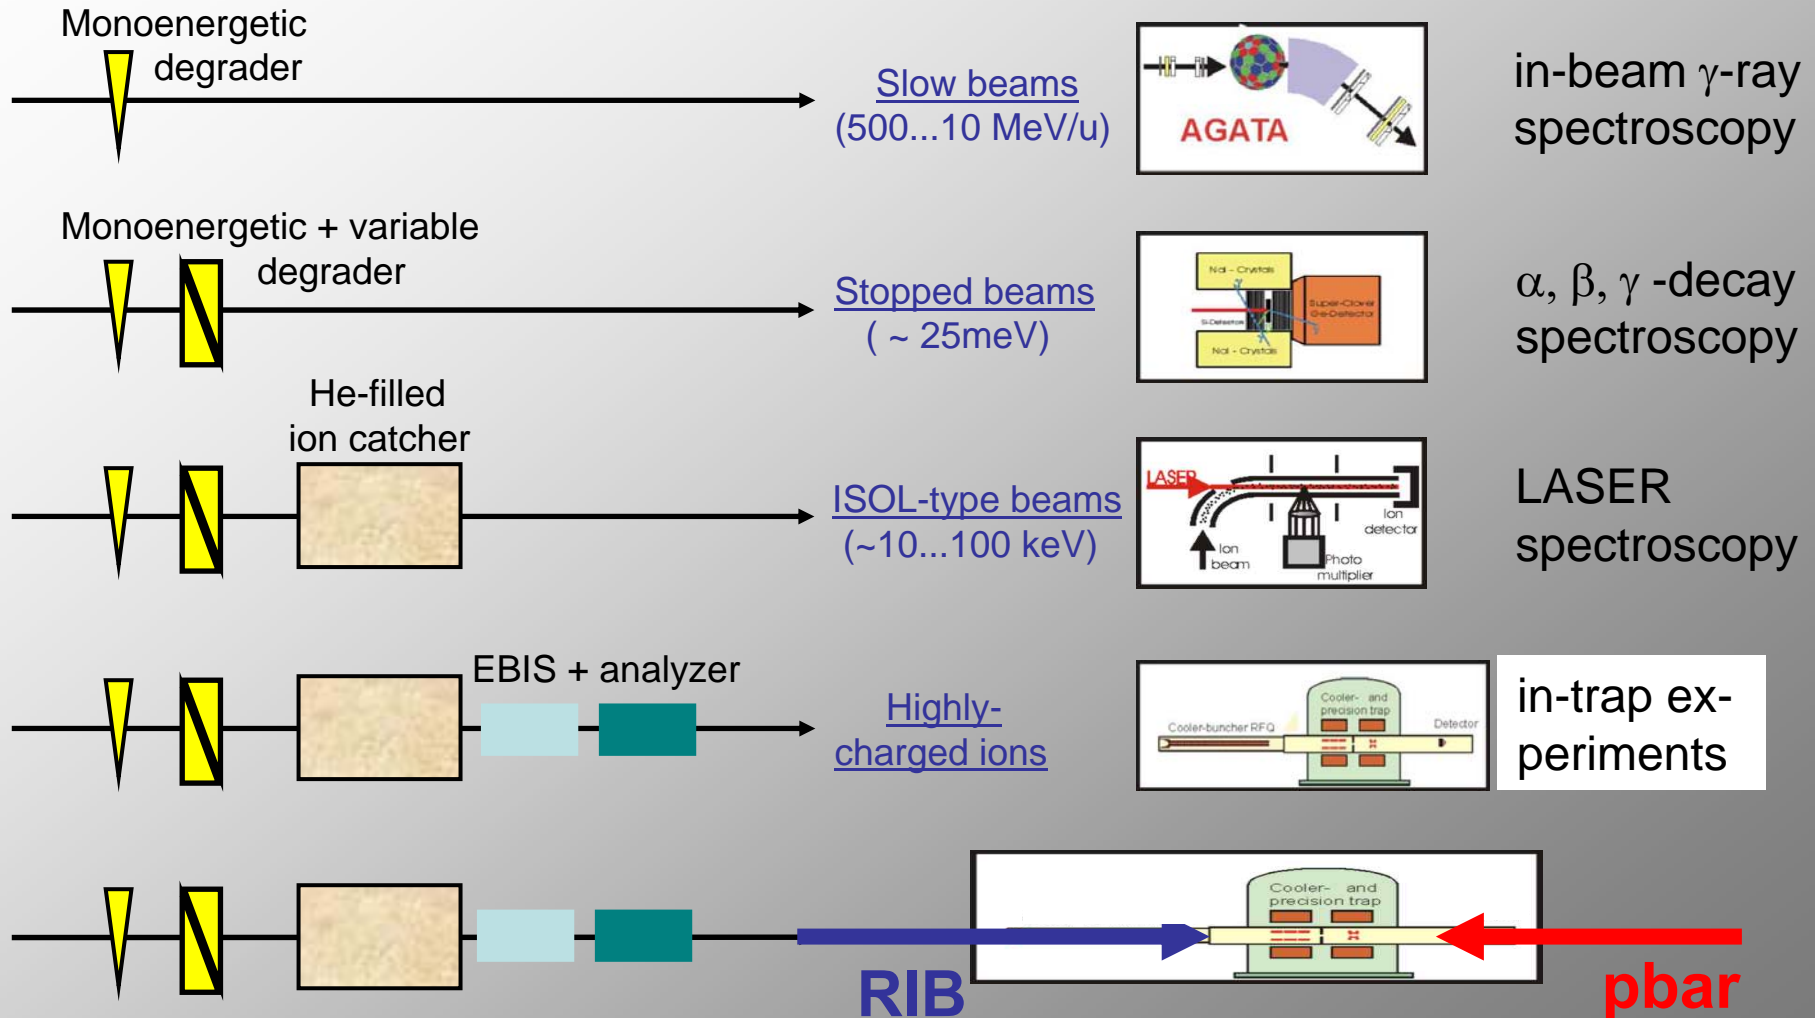 Monoenergetic
degrader
Slow beams
(500...10 MeV/u)
AGATA
in-beam γ-ray
spectroscopy
Monoenergetic + variable
degrader
Stopped beams
( ~ 25meV)
NaI - Crystals
Super-Clover
Ge-Detector
Si-Detectors
NaI - Crystals
α, β, γ -decay
spectroscopy
He-filled
ion catcher
ISOL-type beams
(~10...100 keV)
LASER
Ion
detector
Ion
beam
Photo
multiplier
LASER
spectroscopy
EBIS + analyzer
Highly-
charged ions
Cooler- and
precision trap
Cooler-buncher RFQ
Detector
in-trap ex-
periments
Cooler- and
precision trap
RIB
pbar